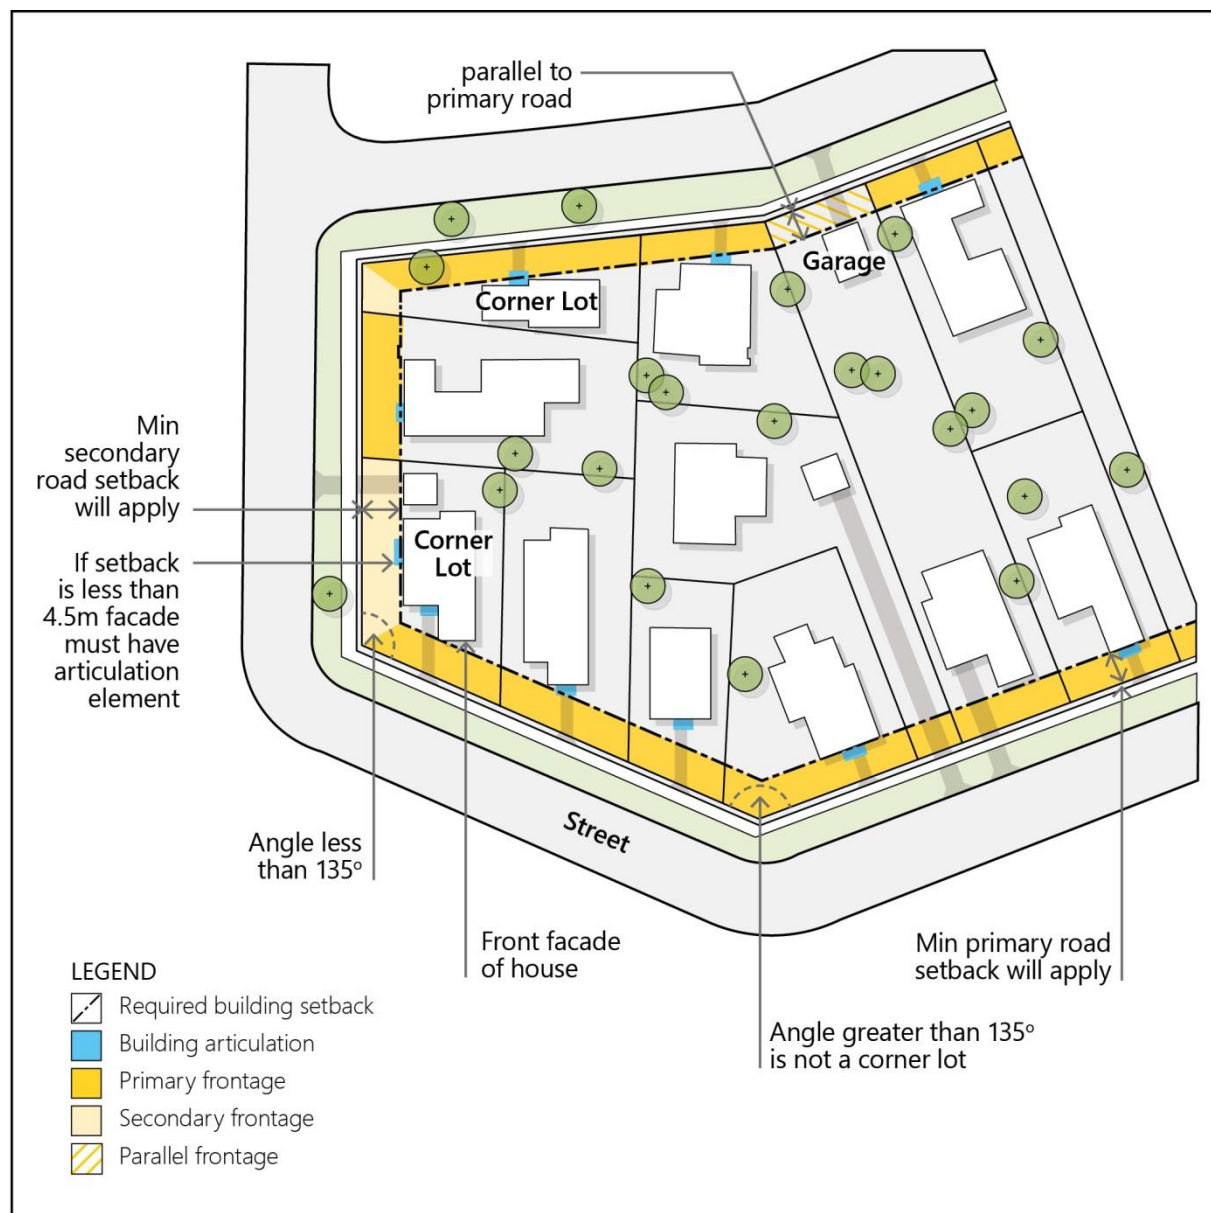 parallel to
primary road
Garage
Corner Lot
Min
secondary
road setback
will apply
If setback
is less than
4.5m facade
must have
articulation
element
Corner
Lot
Street
Angle less
than 135°
Front facade
of house
Min primary road
setback will apply
Angle greater than 135°
is not a corner lot
LEGEND
Required building setback
Building articulation
Primary frontage
Secondary frontage
Parallel frontage